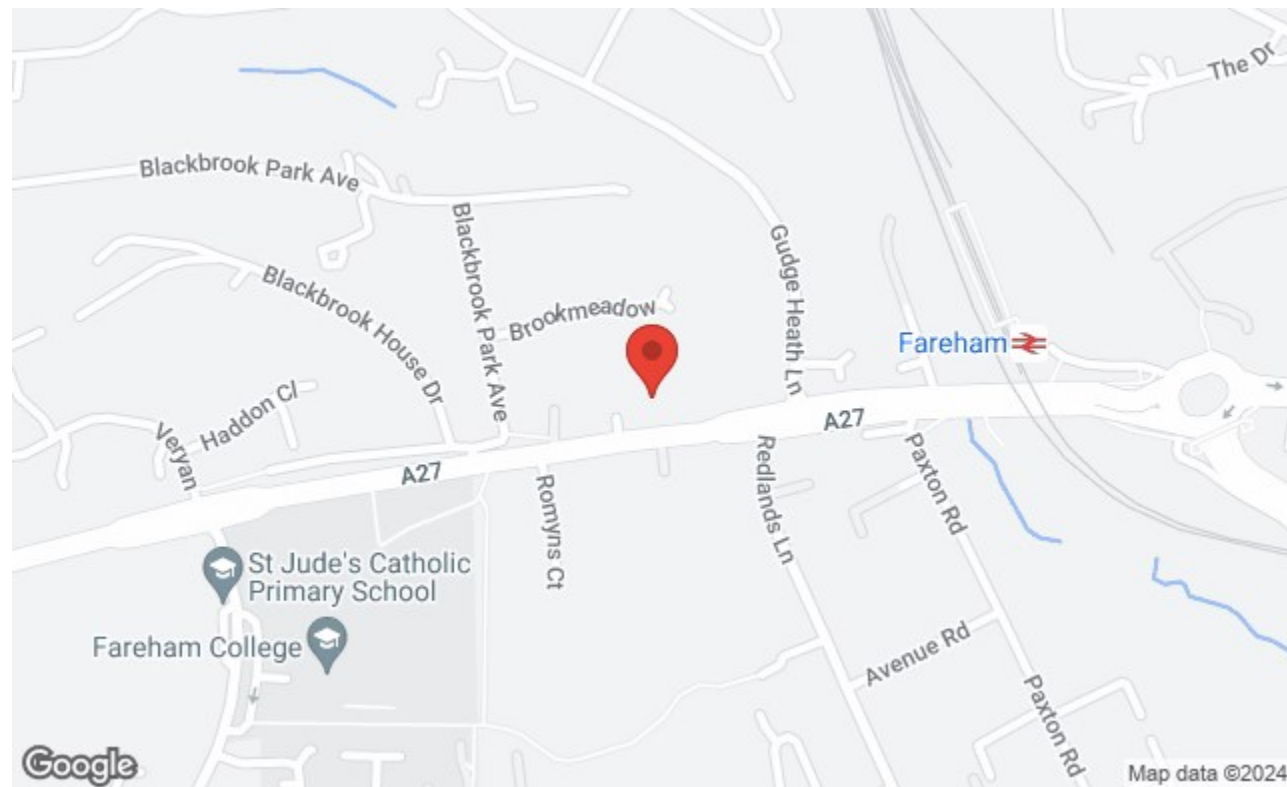 The Dr
Blackbrook Park Ave
Blackbrook Park Ave
Gudge Heath Ln
Blackbrook House Dr
Brookmeadow
Fareham
Haddon Cl
Veryan
A27
A27
Romyns Ct
Redlands Ln
Paxton Rd
St Jude's Catholic
Primary School
Fareham College
Avenue Rd
Paxton Rd
Google
Map data ©2024